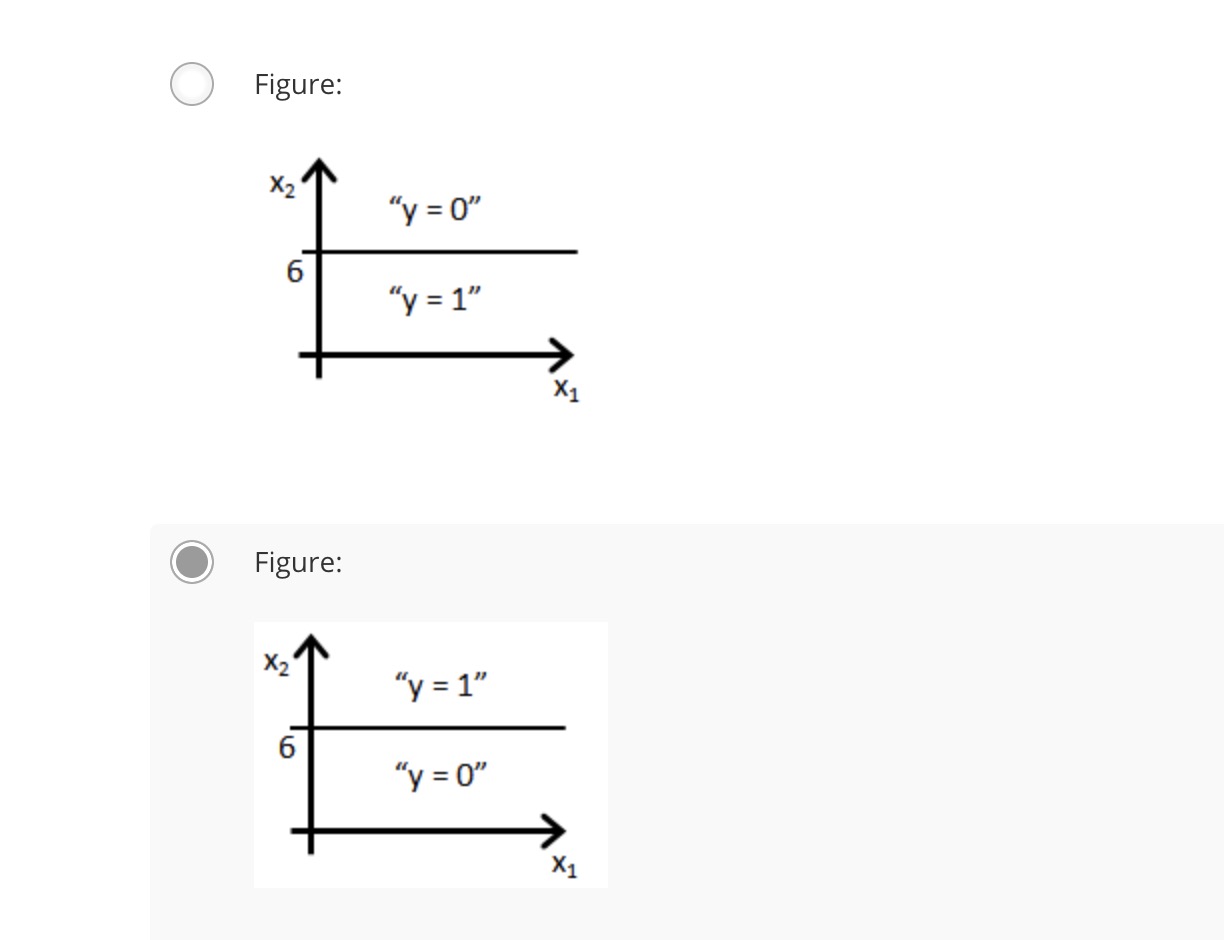 Figure:
x₂
“y = 0”
6
“y = 1”
x₁
Figure:
x₂
“y = 1”
6
“y = 0”
x₁